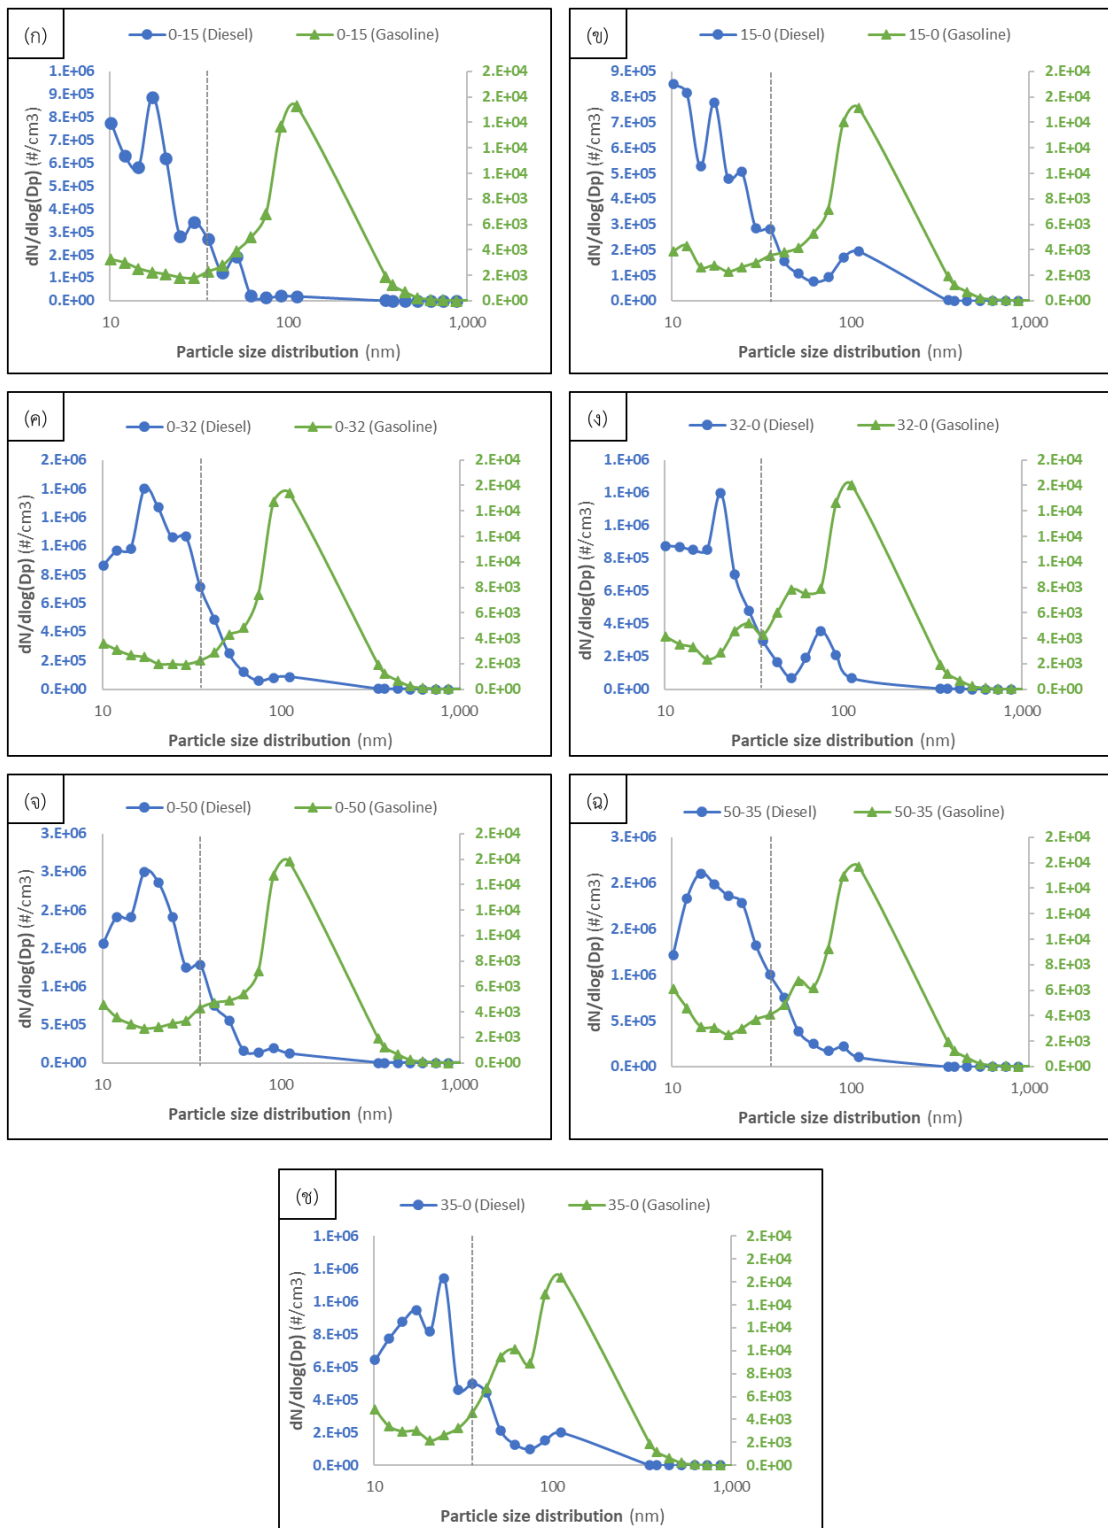 (ก)
0-15 (Diesel) 0-15 (Gasoline)
dN/dlog(Dp) (#/cm3)
1.E+06
9.E+05
8.E+05
7.E+05
6.E+05
5.E+05
4.E+05
3.E+05
2.E+05
1.E+05
0.E+00
2.E+04
2.E+04
1.E+04
1.E+04
1.E+04
8.E+03
6.E+03
4.E+03
2.E+03
0.E+00
10 100 1,000
Particle size distribution (nm)
(ข)
15-0 (Diesel) 15-0 (Gasoline)
dN/dlog(Dp) (#/cm3)
9.E+05
8.E+05
7.E+05
6.E+05
5.E+05
4.E+05
3.E+05
2.E+05
1.E+05
0.E+00
2.E+04
2.E+04
1.E+04
1.E+04
1.E+04
8.E+03
6.E+03
4.E+03
2.E+03
0.E+00
10 100 1,000
Particle size distribution (nm)
(ค)
0-32 (Diesel) 0-32 (Gasoline)
dN/dlog(Dp) (#/cm3)
2.E+06
1.E+06
1.E+06
1.E+06
8.E+05
6.E+05
4.E+05
2.E+05
0.E+00
2.E+04
2.E+04
1.E+04
1.E+04
1.E+04
8.E+03
6.E+03
4.E+03
2.E+03
0.E+00
10 100 1,000
Particle size distribution (nm)
(ง)
32-0 (Diesel) 32-0 (Gasoline)
dN/dlog(Dp) (#/cm3)
1.E+06
1.E+06
1.E+06
8.E+05
6.E+05
4.E+05
2.E+05
0.E+00
2.E+04
2.E+04
1.E+04
1.E+04
1.E+04
8.E+03
6.E+03
4.E+03
2.E+03
0.E+00
10 100 1,000
Particle size distribution (nm)
(จ)
0-50 (Diesel) 0-50 (Gasoline)
dN/dlog(Dp) (#/cm3)
3.E+06
3.E+06
2.E+06
2.E+06
1.E+06
5.E+05
0.E+00
2.E+04
2.E+04
1.E+04
1.E+04
1.E+04
8.E+03
6.E+03
4.E+03
2.E+03
0.E+00
10 100 1,000
Particle size distribution (nm)
(ฉ)
50-35 (Diesel) 50-35 (Gasoline)
dN/dlog(Dp) (#/cm3)
3.E+06
2.E+06
2.E+06
1.E+06
5.E+05
0.E+00
2.E+04
2.E+04
1.E+04
1.E+04
1.E+04
8.E+03
6.E+03
4.E+03
2.E+03
0.E+00
10 100 1,000
Particle size distribution (nm)
(ช)
35-0 (Diesel) 35-0 (Gasoline)
dN/dlog(Dp) (#/cm3)
1.E+06
1.E+06
1.E+06
8.E+05
6.E+05
4.E+05
2.E+05
0.E+00
2.E+04
2.E+04
2.E+04
1.E+04
1.E+04
1.E+04
8.E+03
6.E+03
4.E+03
2.E+03
0.E+00
10 100 1,000
Particle size distribution (nm)